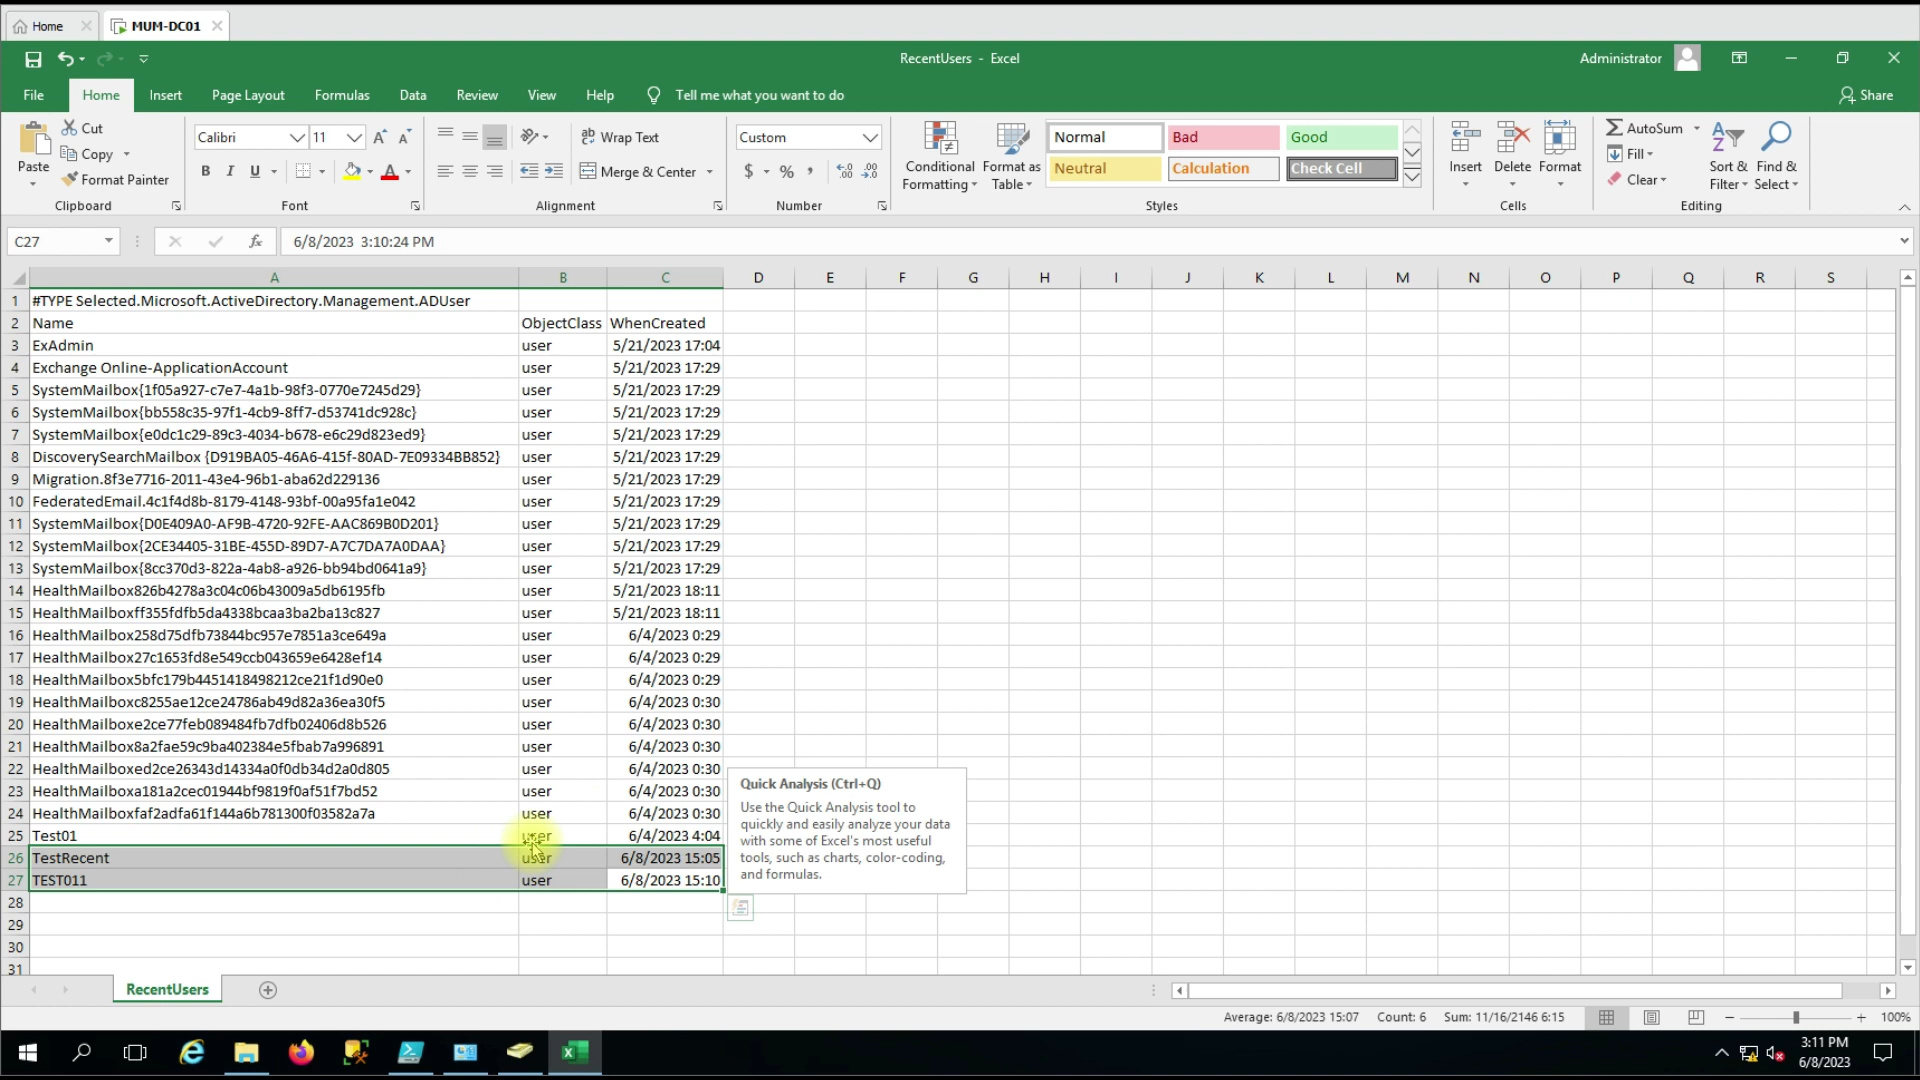 Home
MUM-DC01
RecentUsers - Excel
Administrator
File Home Insert Page Layout Formulas Data Review View Help Tell me what you want to do Share
Paste
Cut
Copy
Format Painter
Clipboard
Calibri 11
B I U
Font
Wrap Text
Merge & Center
Alignment
Custom
$ % ,
Number
Conditional Formatting
Format as Table
Normal Bad Good
Neutral Calculation Check Cell
Styles
Insert Delete Format
Cells
AutoSum
Fill
Clear
Sort & Filter
Find & Select
Editing
C27 fx 6/8/2023 3:10:24 PM
A B C D E F G H I J K L M N O P Q R S
1 #TYPE Selected.Microsoft.ActiveDirectory.Management.ADUser
2 Name ObjectClass WhenCreated
3 ExAdmin user 5/21/2023 17:04
4 Exchange Online-ApplicationAccount user 5/21/2023 17:29
5 SystemMailbox{1f05a927-c7e7-4a1b-98f3-0770e7245d29} user 5/21/2023 17:29
6 SystemMailbox{bb558c35-97f1-4cb9-8ff7-d53741dc928c} user 5/21/2023 17:29
7 SystemMailbox{e0dc1c29-89c3-4034-b678-e6c29d823ed9} user 5/21/2023 17:29
8 DiscoverySearchMailbox {D919BA05-46A6-415f-80AD-7E09334BB852} user 5/21/2023 17:29
9 Migration.8f3e7716-2011-43e4-96b1-aba62d229136 user 5/21/2023 17:29
10 FederatedEmail.4c1f4d8b-8179-4148-93bf-00a95fa1e042 user 5/21/2023 17:29
11 SystemMailbox{D0E409A0-AF9B-4720-92FE-AAC869B0D201} user 5/21/2023 17:29
12 SystemMailbox{2CE34405-31BE-455D-89D7-A7C7DA7A0DAA} user 5/21/2023 17:29
13 SystemMailbox{8cc370d3-822a-4ab8-a926-bb94bd0641a9} user 5/21/2023 17:29
14 HealthMailbox826b4278a3c04c06b43009a5db6195fb user 5/21/2023 18:11
15 HealthMailboxff355fdfb5da4338bcaa3ba2ba13c827 user 5/21/2023 18:11
16 HealthMailbox258d75dfb73844bc957e7851a3ce649a user 6/4/2023 0:29
17 HealthMailbox27c1653fd8e549ccb043659e6428ef14 user 6/4/2023 0:29
18 HealthMailbox5bfc179b4451418498212ce21f1d90e0 user 6/4/2023 0:29
19 HealthMailboxc8255ae12ce24786ab49d82a36ea30f5 user 6/4/2023 0:30
20 HealthMailboxe2ce77feb089484fb7dfb02406d8b526 user 6/4/2023 0:30
21 HealthMailbox8a2fae59c9ba402384e5fbab7a996891 user 6/4/2023 0:30
22 HealthMailboxed2ce26343d14334a0f0db34d2a0d805 user 6/4/2023 0:30
23 HealthMailboxa181a2cec01944bf9819f0af51f7bd52 user 6/4/2023 0:30
24 HealthMailboxfaf2adfa61f144a6b781300f03582a7a user 6/4/2023 0:30
25 Test01 user 6/4/2023 4:04
26 TestRecent user 6/8/2023 15:05
27 TEST011 user 6/8/2023 15:10
28
29
30
31
Quick Analysis (Ctrl+Q)
Use the Quick Analysis tool to
quickly and easily analyze your data
with some of Excel's most useful
tools, such as charts, color-coding,
and formulas.
RecentUsers
Average: 6/8/2023 15:07 Count: 6 Sum: 11/16/2146 6:15 100%
3:11 PM
6/8/2023